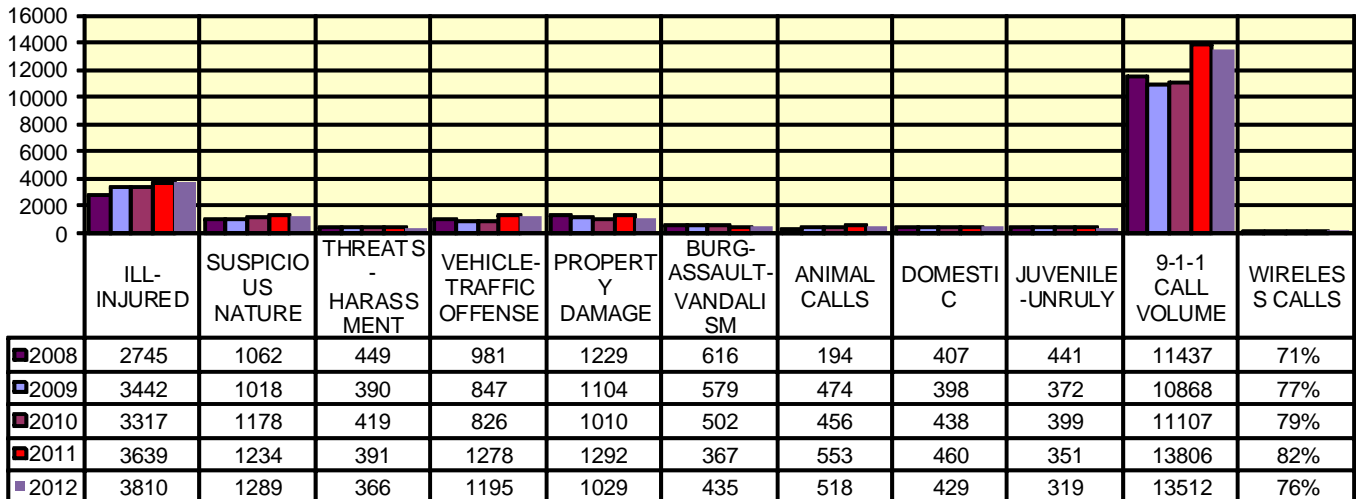 16000
14000
12000
10000
8000
6000
4000
2000
0
ILL-
INJURED
SUSPICIO
US
NATURE
THREATS
-
HARASS
MENT
VEHICLE-
TRAFFIC
OFFENSE
PROPERT
Y
DAMAGE
BURG-
ASSAULT-
VANDALI
SM
ANIMAL
CALLS
DOMESTI
C
JUVENILE
-UNRULY
9-1-1
CALL
VOLUME
WIRELES
S CALLS
2008 2745 1062 449 981 1229 616 194 407 441 11437 71%
2009 3442 1018 390 847 1104 579 474 398 372 10868 77%
2010 3317 1178 419 826 1010 502 456 438 399 11107 79%
2011 3639 1234 391 1278 1292 367 553 460 351 13806 82%
2012 3810 1289 366 1195 1029 435 518 429 319 13512 76%